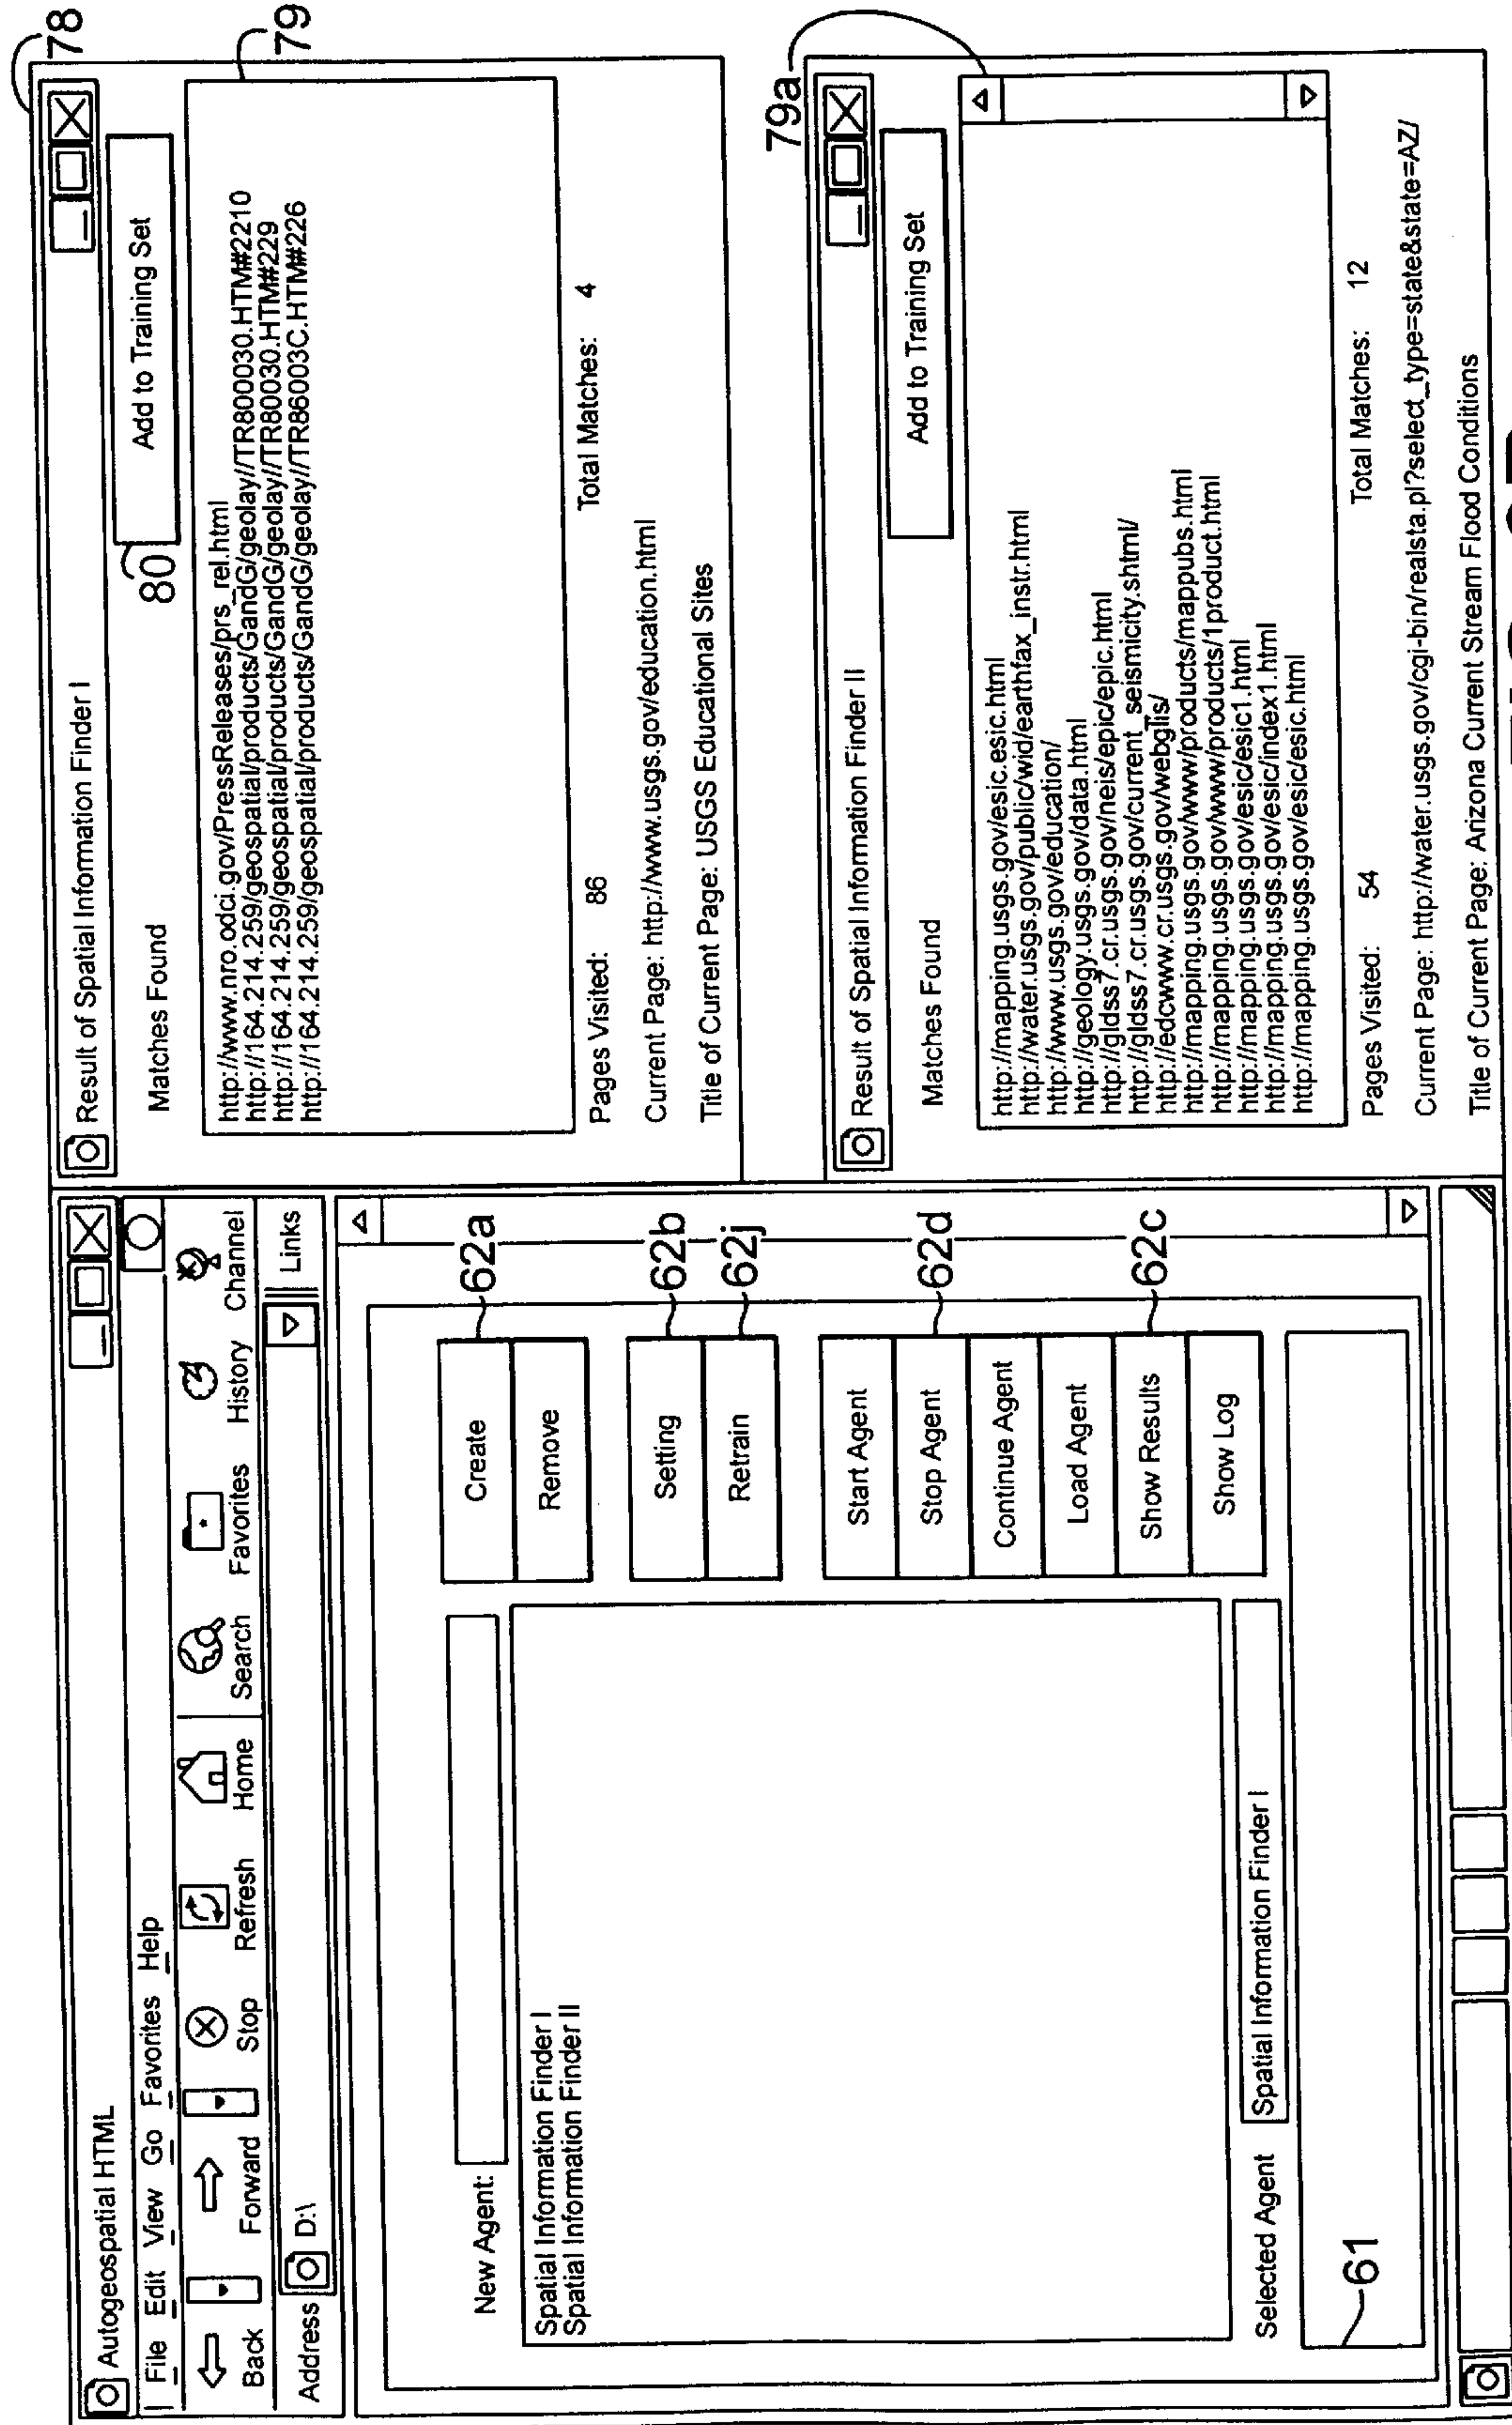 Autogeospatial HTML
File Edit View Go Favorites Help
Back Forward Stop Refresh Home Search Favorites History Channel
Address D:\ Links
New Agent:
Spatial Information Finder I
Spatial Information Finder II
Create
Remove
Setting
Retrain
Start Agent
Stop Agent
Continue Agent
Load Agent
Show Results
Show Log
62a
62b
62j
62d
62c
Selected Agent Spatial Information Finder I
61
78
Result of Spatial Information Finder I
Matches Found
80
Add to Training Set
79
http://www.nro.odci.gov/PressReleases/prs_rel.html
http://164.214.259/geospatial/products/GandG/geolay//TR800030.HTM#2210
http://164.214.259/geospatial/products/GandG/geolay//TR80030.HTM#229
http://164.214.259/geospatial/products/GandG/geolay//TR86003C.HTM#226
Pages Visited: 86 Total Matches: 4
Current Page: http://www.usgs.gov/education.html
Title of Current Page: USGS Educational Sites
79a
Result of Spatial Information Finder II
Matches Found
Add to Training Set
http://mapping.usgs.gov/esic.esic.html
http://water.usgs.gov/public/wid/earthfax_instr.html
http://www.usgs.gov/education/
http://geology.usgs.gov/data.html
http://gldss7.cr.usgs.gov/neis/epic/epic.html
http://gldss7.cr.usgs.gov/current_seismicity.shtml/
http://edcwww.cr.usgs.gov/webglis/
http://mapping.usgs.gov/www/products/mappubs.html
http://mapping.usgs.gov/www/products/1product.html
http://mapping.usgs.gov/esic/esic1.html
http://mapping.usgs.gov/esic/index1.html
http://mapping.usgs.gov/esic/esic.html
Pages Visited: 54 Total Matches: 12
Current Page: http://water.usgs.gov/cgi-bin/realsta.pl?select_type=state&state=AZ/
Title of Current Page: Arizona Current Stream Flood Conditions